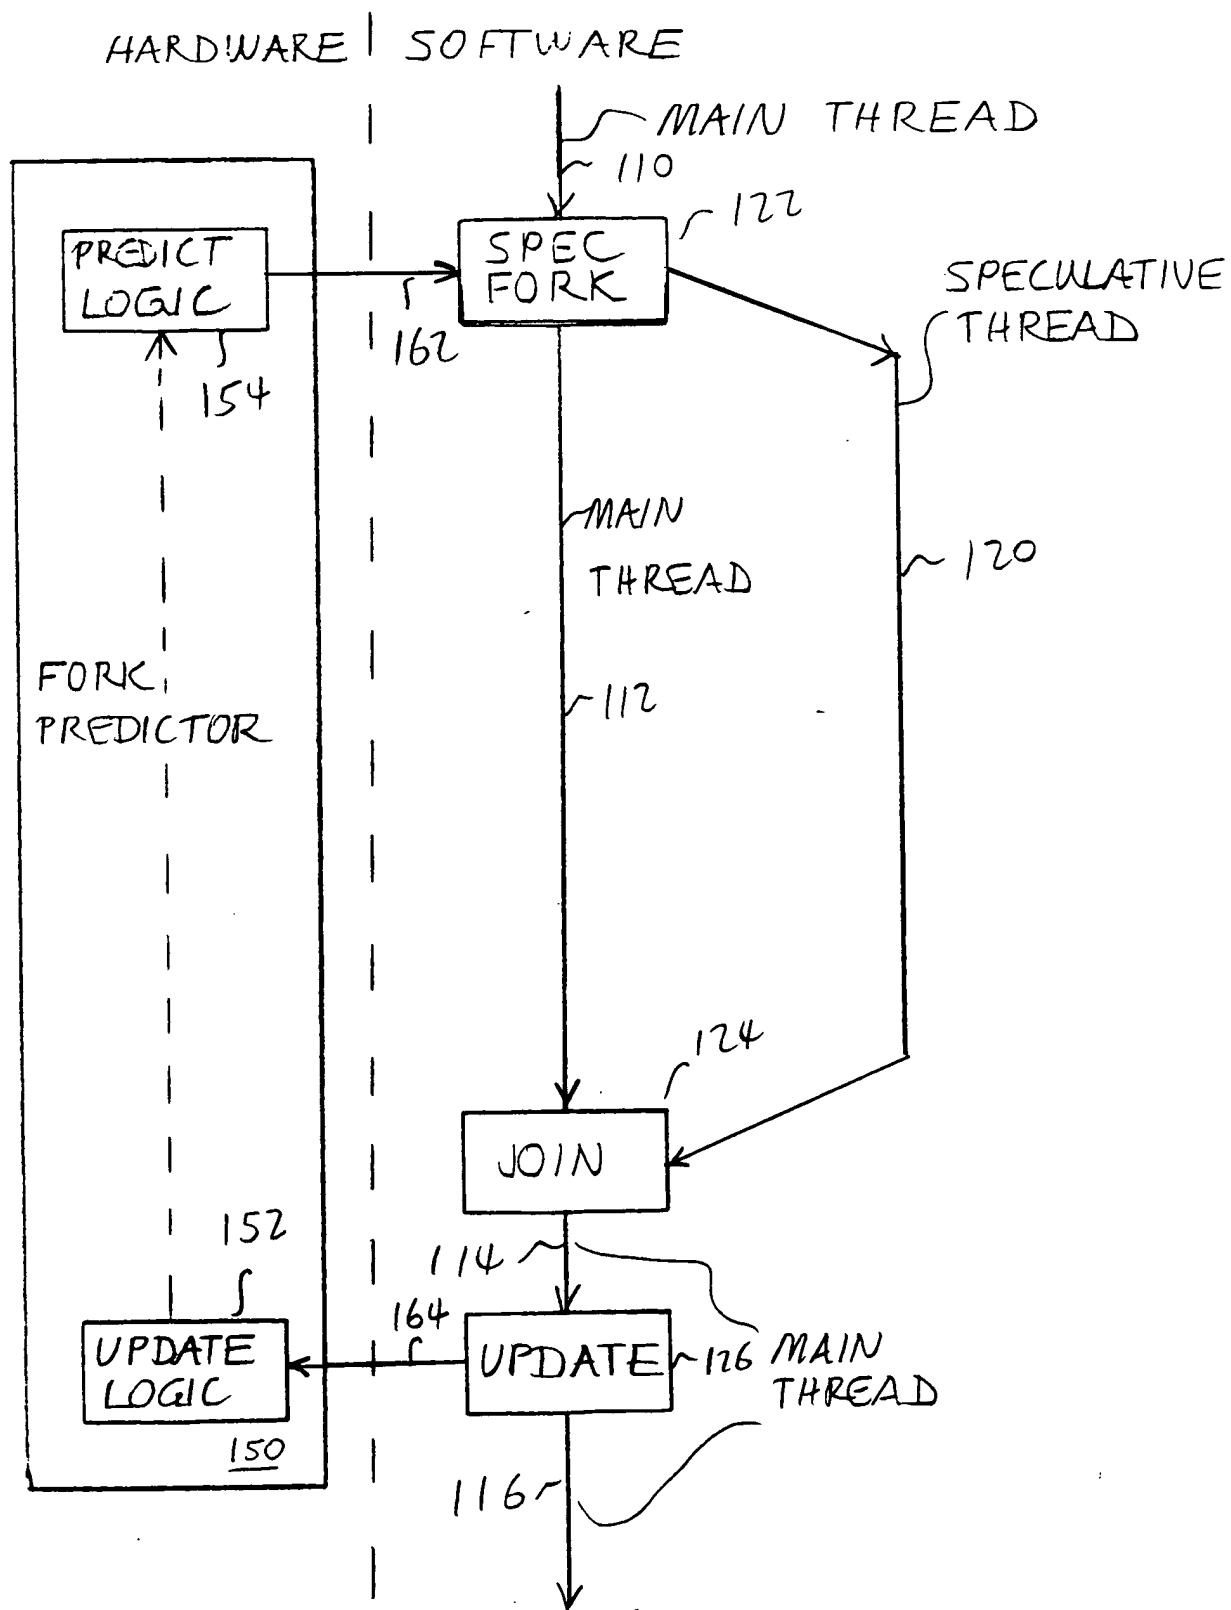 HARDWARE | SOFTWARE
MAIN THREAD
110
122
PREDICT
LOGIC
SPEC
FORK
SPECULATIVE
THREAD
162
154
MAIN
THREAD
120
FORK
PREDICTOR
112
124
JOIN
152
114
164
UPDATE
LOGIC
UPDATE
126
MAIN
THREAD
150
116